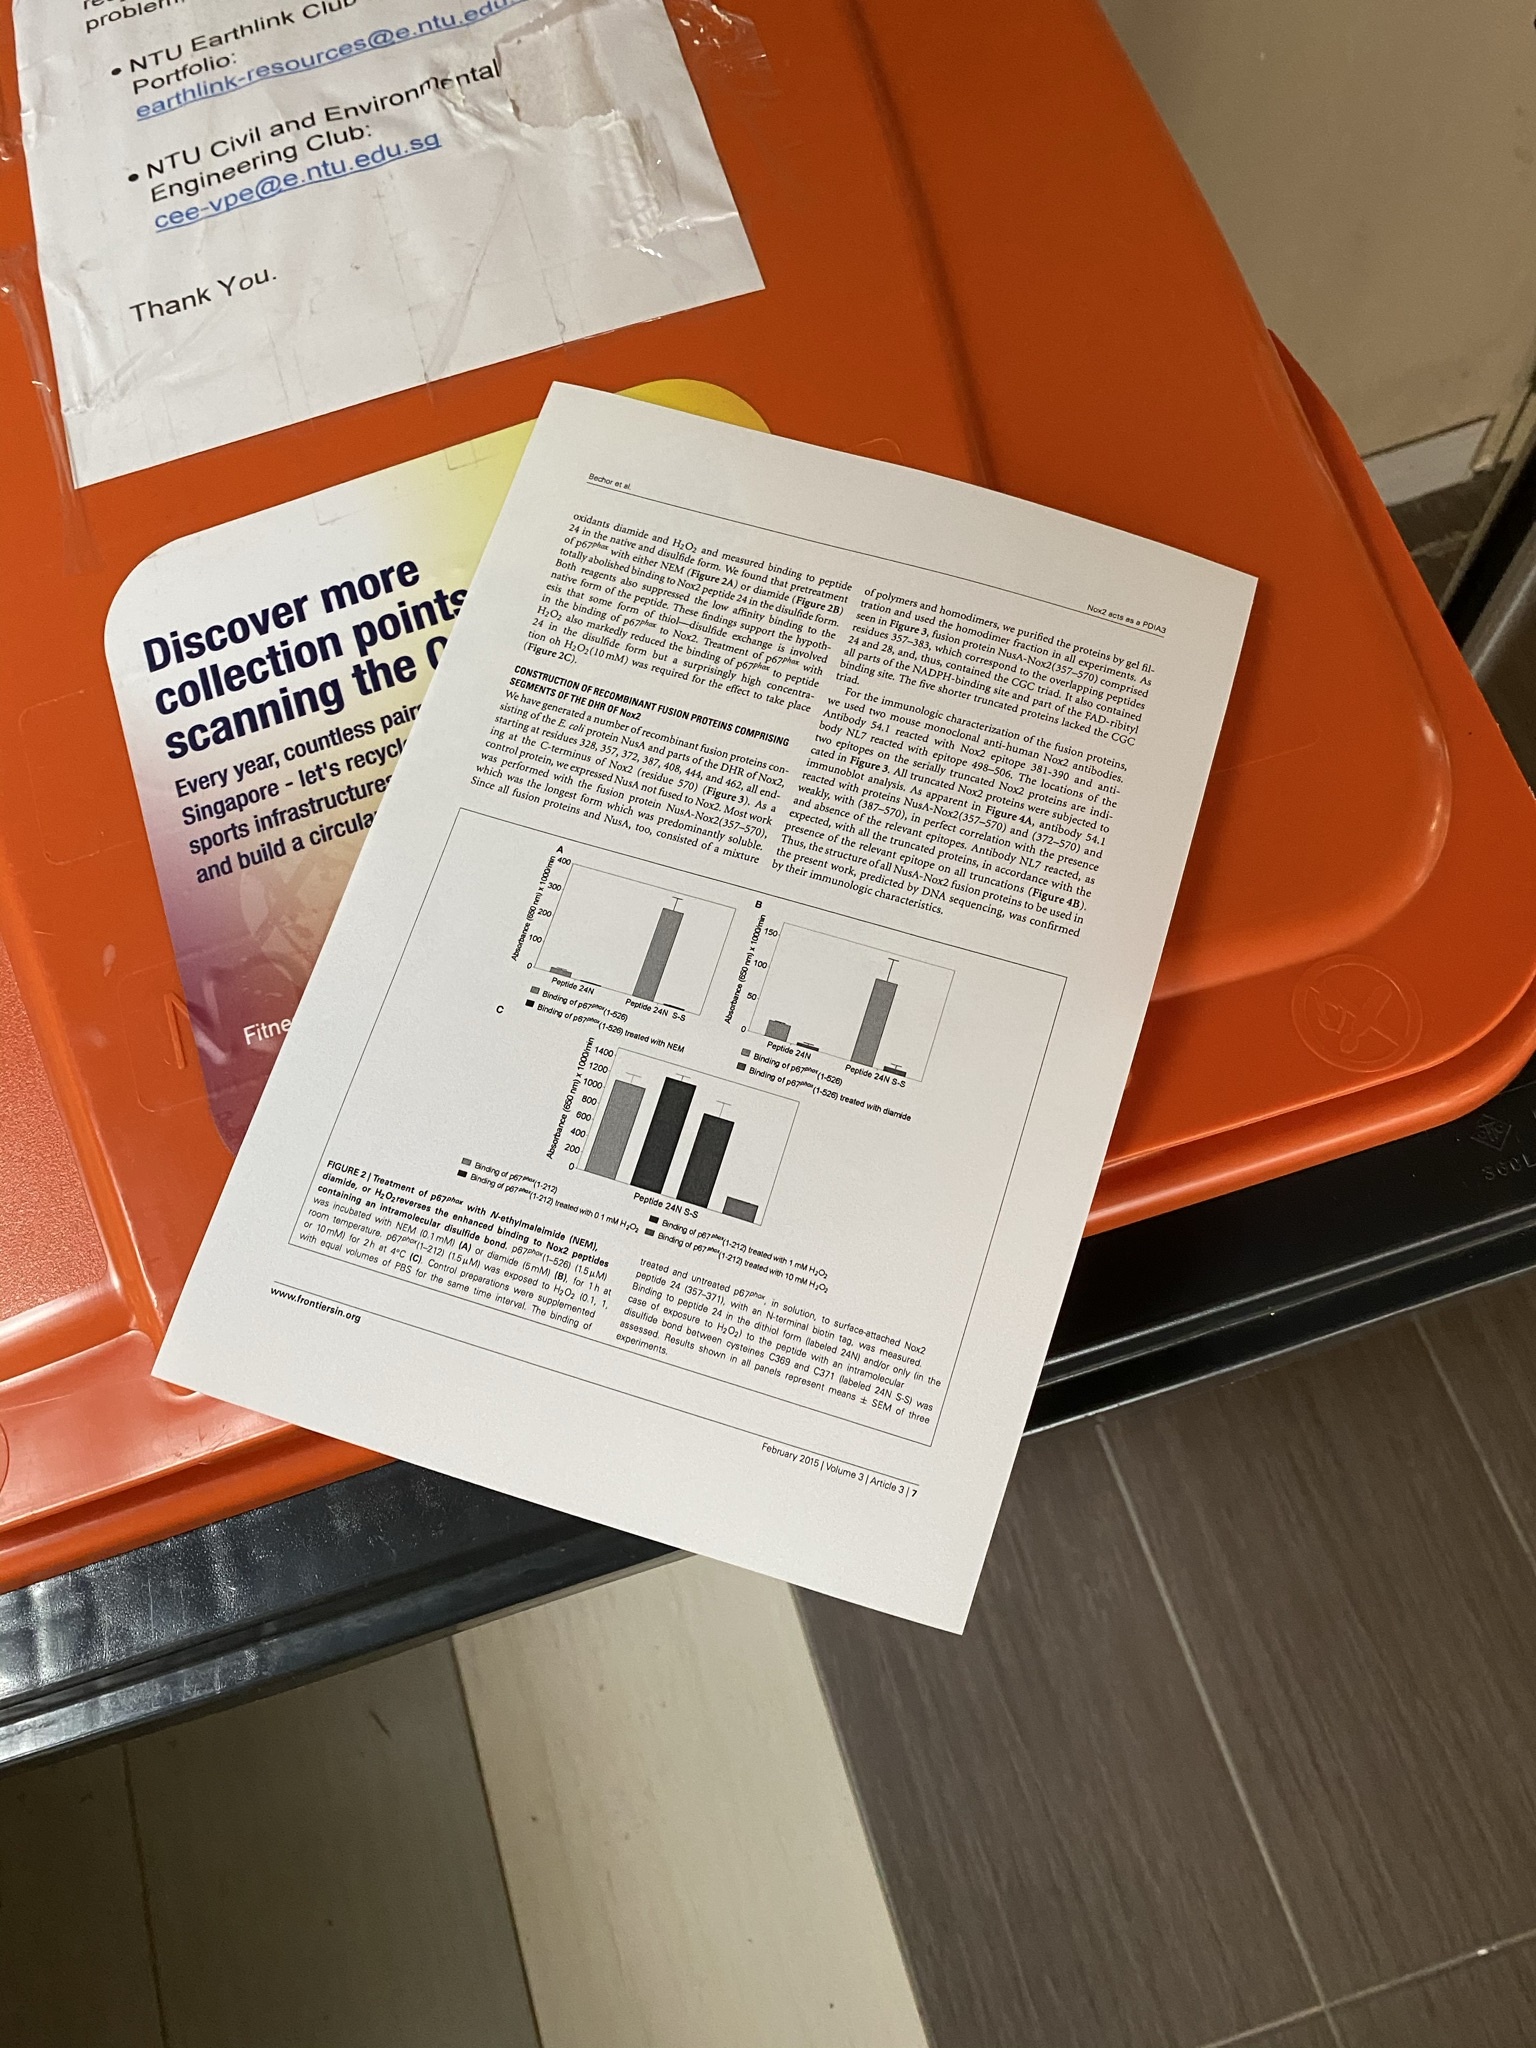 problem
• NTU Earthlink Club
Portfolio:
earthlink-resources@e.ntu.edu.
• NTU Civil and Environmental
Engineering Club:
cee-vpe@e.ntu.edu.sg
Thank You.
Discover more
collection points
scanning the
Every year, countless pair
Singapore - let's recycle
sports infrastructures
and build a circula
Fitne
Bechor et al.
Nox2 acts as a PDIA3
oxidants diamide and H2O2 and measured binding to peptide
24 in the native and disulfide form. We found that pretreatment
of p67phox with either NEM (Figure 2A) or diamide (Figure 2B)
totally abolished binding to Nox2 peptide 24 in the disulfide form.
Both reagents also suppressed the low affinity binding to the
native form of the peptide. These findings support the hypoth-
esis that some form of thiol—disulfide exchange is involved
in the binding of p67phox to Nox2. Treatment of p67phox with
H2O2 also markedly reduced the binding of p67phox to peptide
24 in the disulfide form but a surprisingly high concentra-
tion oh H2O2(10 mM) was required for the effect to take place
(Figure 2C).
CONSTRUCTION OF RECOMBINANT FUSION PROTEINS COMPRISING
SEGMENTS OF THE DHR OF Nox2
We have generated a number of recombinant fusion proteins con-
sisting of the E. coli protein NusA and parts of the DHR of Nox2,
starting at residues 328, 357, 372, 387, 408, 444, and 462, all end-
ing at the C-terminus of Nox2 (residue 570) (Figure 3). As a
control protein, we expressed NusA not fused to Nox2. Most work
was performed with the fusion protein NusA-Nox2(357–570),
which was the longest form which was predominantly soluble.
Since all fusion proteins and NusA, too, consisted of a mixture
of polymers and homodimers, we purified the proteins by gel fil-
tration and used the homodimer fraction in all experiments. As
seen in Figure 3, fusion protein NusA-Nox2(357–570) comprised
residues 357–383, which correspond to the overlapping peptides
24 and 28, and, thus, contained the CGC triad. It also contained
all parts of the NADPH-binding site and part of the FAD-ribityl
binding site. The five shorter truncated proteins lacked the CGC
triad.
For the immunologic characterization of the fusion proteins,
we used two mouse monoclonal anti-human Nox2 antibodies.
Antibody 54.1 reacted with Nox2 epitope 381-390 and anti-
body NL7 reacted with epitope 498–506. The locations of the
two epitopes on the serially truncated Nox2 proteins are indi-
cated in Figure 3. All truncated Nox2 proteins were subjected to
immunoblot analysis. As apparent in Figure 4A, antibody 54.1
reacted with proteins NusA-Nox2(357–570) and (372–570) and
weakly, with (387–570), in perfect correlation with the presence
and absence of the relevant epitopes. Antibody NL7 reacted, as
expected, with all the truncated proteins, in accordance with the
presence of the relevant epitope on all truncations (Figure 4B).
Thus, the structure of all NusA-Nox2 fusion proteins to be used in
the present work, predicted by DNA sequencing, was confirmed
by their immunologic characteristics.
A
Absorbance (650 nm) x 1000/min
400
300
200
100
0
Peptide 24N
Peptide 24N S-S
Binding of p67phox(1-526)
Binding of p67phox(1-526) treated with NEM
B
Absorbance (650 nm) x 1000/min
150
100
50
0
Peptide 24N
Peptide 24N S-S
Binding of p67phox(1-526)
Binding of p67phox(1-526) treated with diamide
C
Absorbance (650 nm) x 1000/min
1400
1200
1000
800
600
400
200
0
Peptide 24N S-S
Binding of p67phox(1-212)
Binding of p67phox(1-212) treated with 0.1 mM H2O2
Binding of p67phox(1-212) treated with 1 mM H2O2
Binding of p67phox(1-212) treated with 10 mM H2O2
FIGURE 2 | Treatment of p67phox with N-ethylmaleimide (NEM),
diamide, or H2O2reverses the enhanced binding to Nox2 peptides
containing an intramolecular disulfide bond. p67phox(1–526) (1.5 µM)
was incubated with NEM (0.1 mM) (A) or diamide (5 mM) (B), for 1 h at
room temperature. p67phox(1–212) (1.5 µM) was exposed to H2O2 (0.1, 1,
or 10 mM) for 2 h at 4°C (C). Control preparations were supplemented
with equal volumes of PBS for the same time interval. The binding of
treated and untreated p67phox, in solution, to surface-attached Nox2
peptide 24 (357–371), with an N-terminal biotin tag, was measured.
Binding to peptide 24 in the dithiol form (labeled 24N) and/or only (in the
case of exposure to H2O2) to the peptide with an intramolecular
disulfide bond between cysteines C369 and C371 (labeled 24N S-S) was
assessed. Results shown in all panels represent means ± SEM of three
experiments.
www.frontiersin.org
February 2015 | Volume 3 | Article 3 | 7